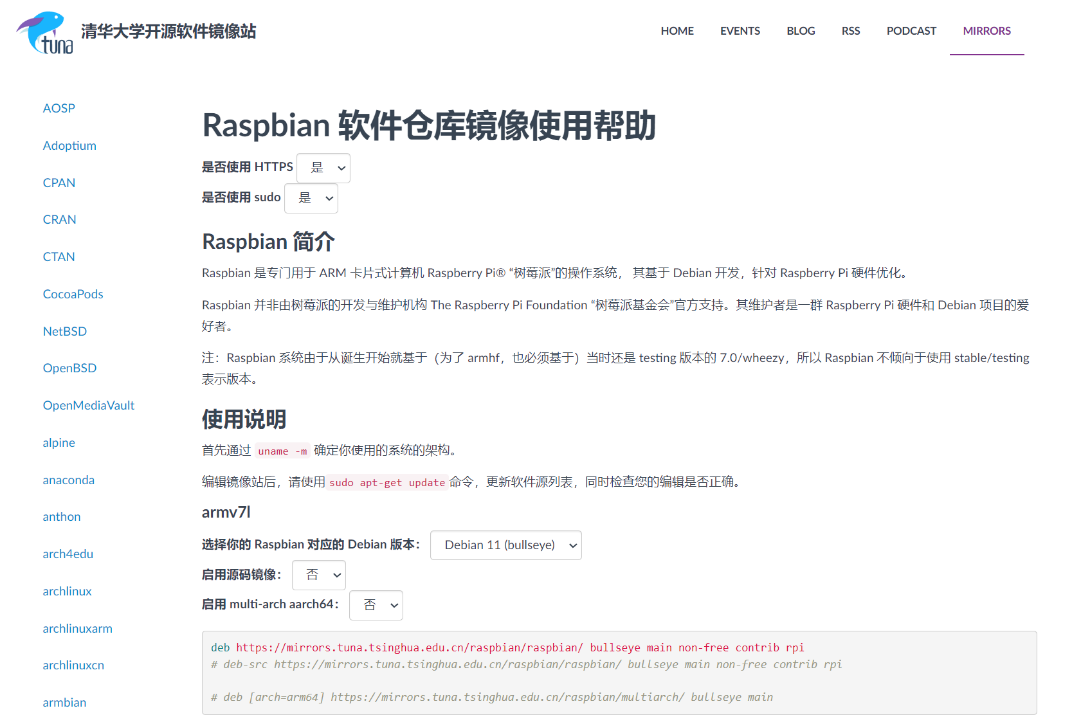 tuna
清华大学开源软件镜像站
HOME
EVENTS
BLOG
RSS
PODCAST
MIRRORS
AOSP
Adoptium
CPAN
CRAN
CTAN
CocoaPods
NetBSD
OpenBSD
OpenMediaVault
alpine
anaconda
anthon
arch4edu
archlinux
archlinuxarm
archlinuxcn
armbian
Raspbian 软件仓库镜像使用帮助
是否使用 HTTPS 是
是否使用 sudo 是
Raspbian 简介
Raspbian 是专门用于 ARM 卡片式计算机 Raspberry Pi® “树莓派”的操作系统， 其基于 Debian 开发，针对 Raspberry Pi 硬件优化。
Raspbian 并非由树莓派的开发与维护机构 The Raspberry Pi Foundation “树莓派基金会”官方支持。其维护者是一群 Raspberry Pi 硬件和 Debian 项目的爱
好者。
注：Raspbian 系统由于从诞生开始就基于（为了 armhf，也必须基于）当时还是 testing 版本的 7.0/wheezy，所以 Raspbian 不倾向于使用 stable/testing
表示版本。
使用说明
首先通过 uname -m 确定你使用的系统的架构。
编辑镜像站后，请使用 sudo apt-get update 命令，更新软件源列表，同时检查您的编辑是否正确。
armv7l
选择你的 Raspbian 对应的 Debian 版本： Debian 11 (bullseye)
启用源码镜像： 否
启用 multi-arch aarch64： 否
deb https://mirrors.tuna.tsinghua.edu.cn/raspbian/raspbian/ bullseye main non-free contrib rpi
# deb-src https://mirrors.tuna.tsinghua.edu.cn/raspbian/raspbian/ bullseye main non-free contrib rpi
# deb [arch=arm64] https://mirrors.tuna.tsinghua.edu.cn/raspbian/multiarch/ bullseye main